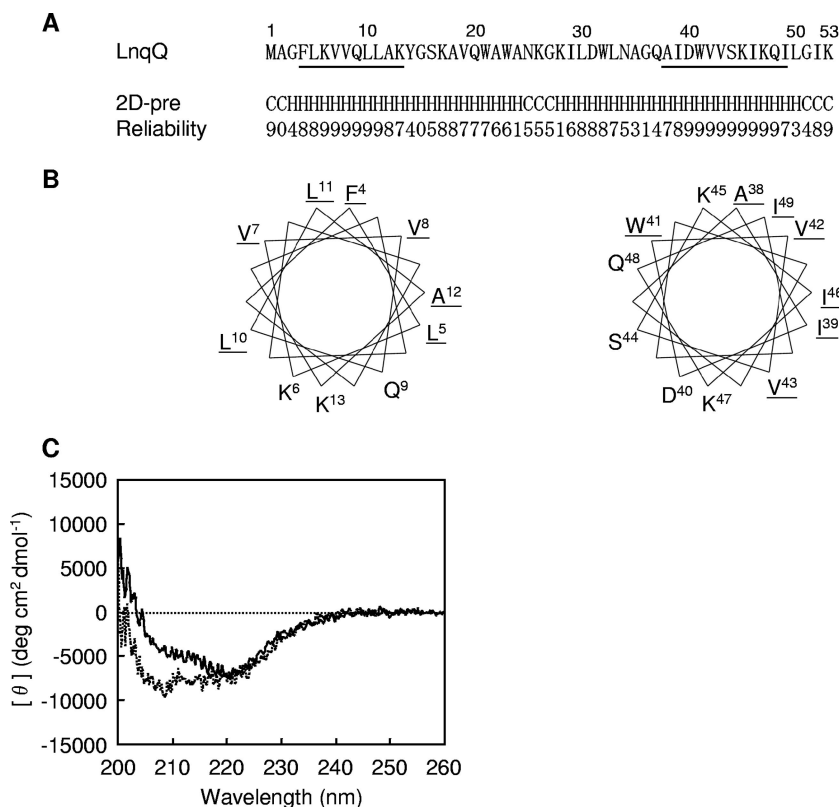 A
1 10 20 30 40 50 53
LnqQ MAGFLKVVQLLAKYGSKAVQWAWANKGKILDWLNAGQAIDWVVSKIKQILGIK
2D-pre CCHHHHHHHHHHHHHHHHHHHHHHCCCHHHHHHHHHHHHHHHHHHHHHHHCCC
Reliability 90488999999874058877766155516888753147899999999973489
B
L11 F4
V7 V8
A12
L10 L5
K6 K13 Q9
K45 A38 I49
W41 V42
Q48
I46
I39
S44
D40 K47 V43
C
15000
10000
5000
0
-5000
-10000
-15000
[θ] (deg cm2 dmol-1)
200 210 220 230 240 250 260
Wavelength (nm)